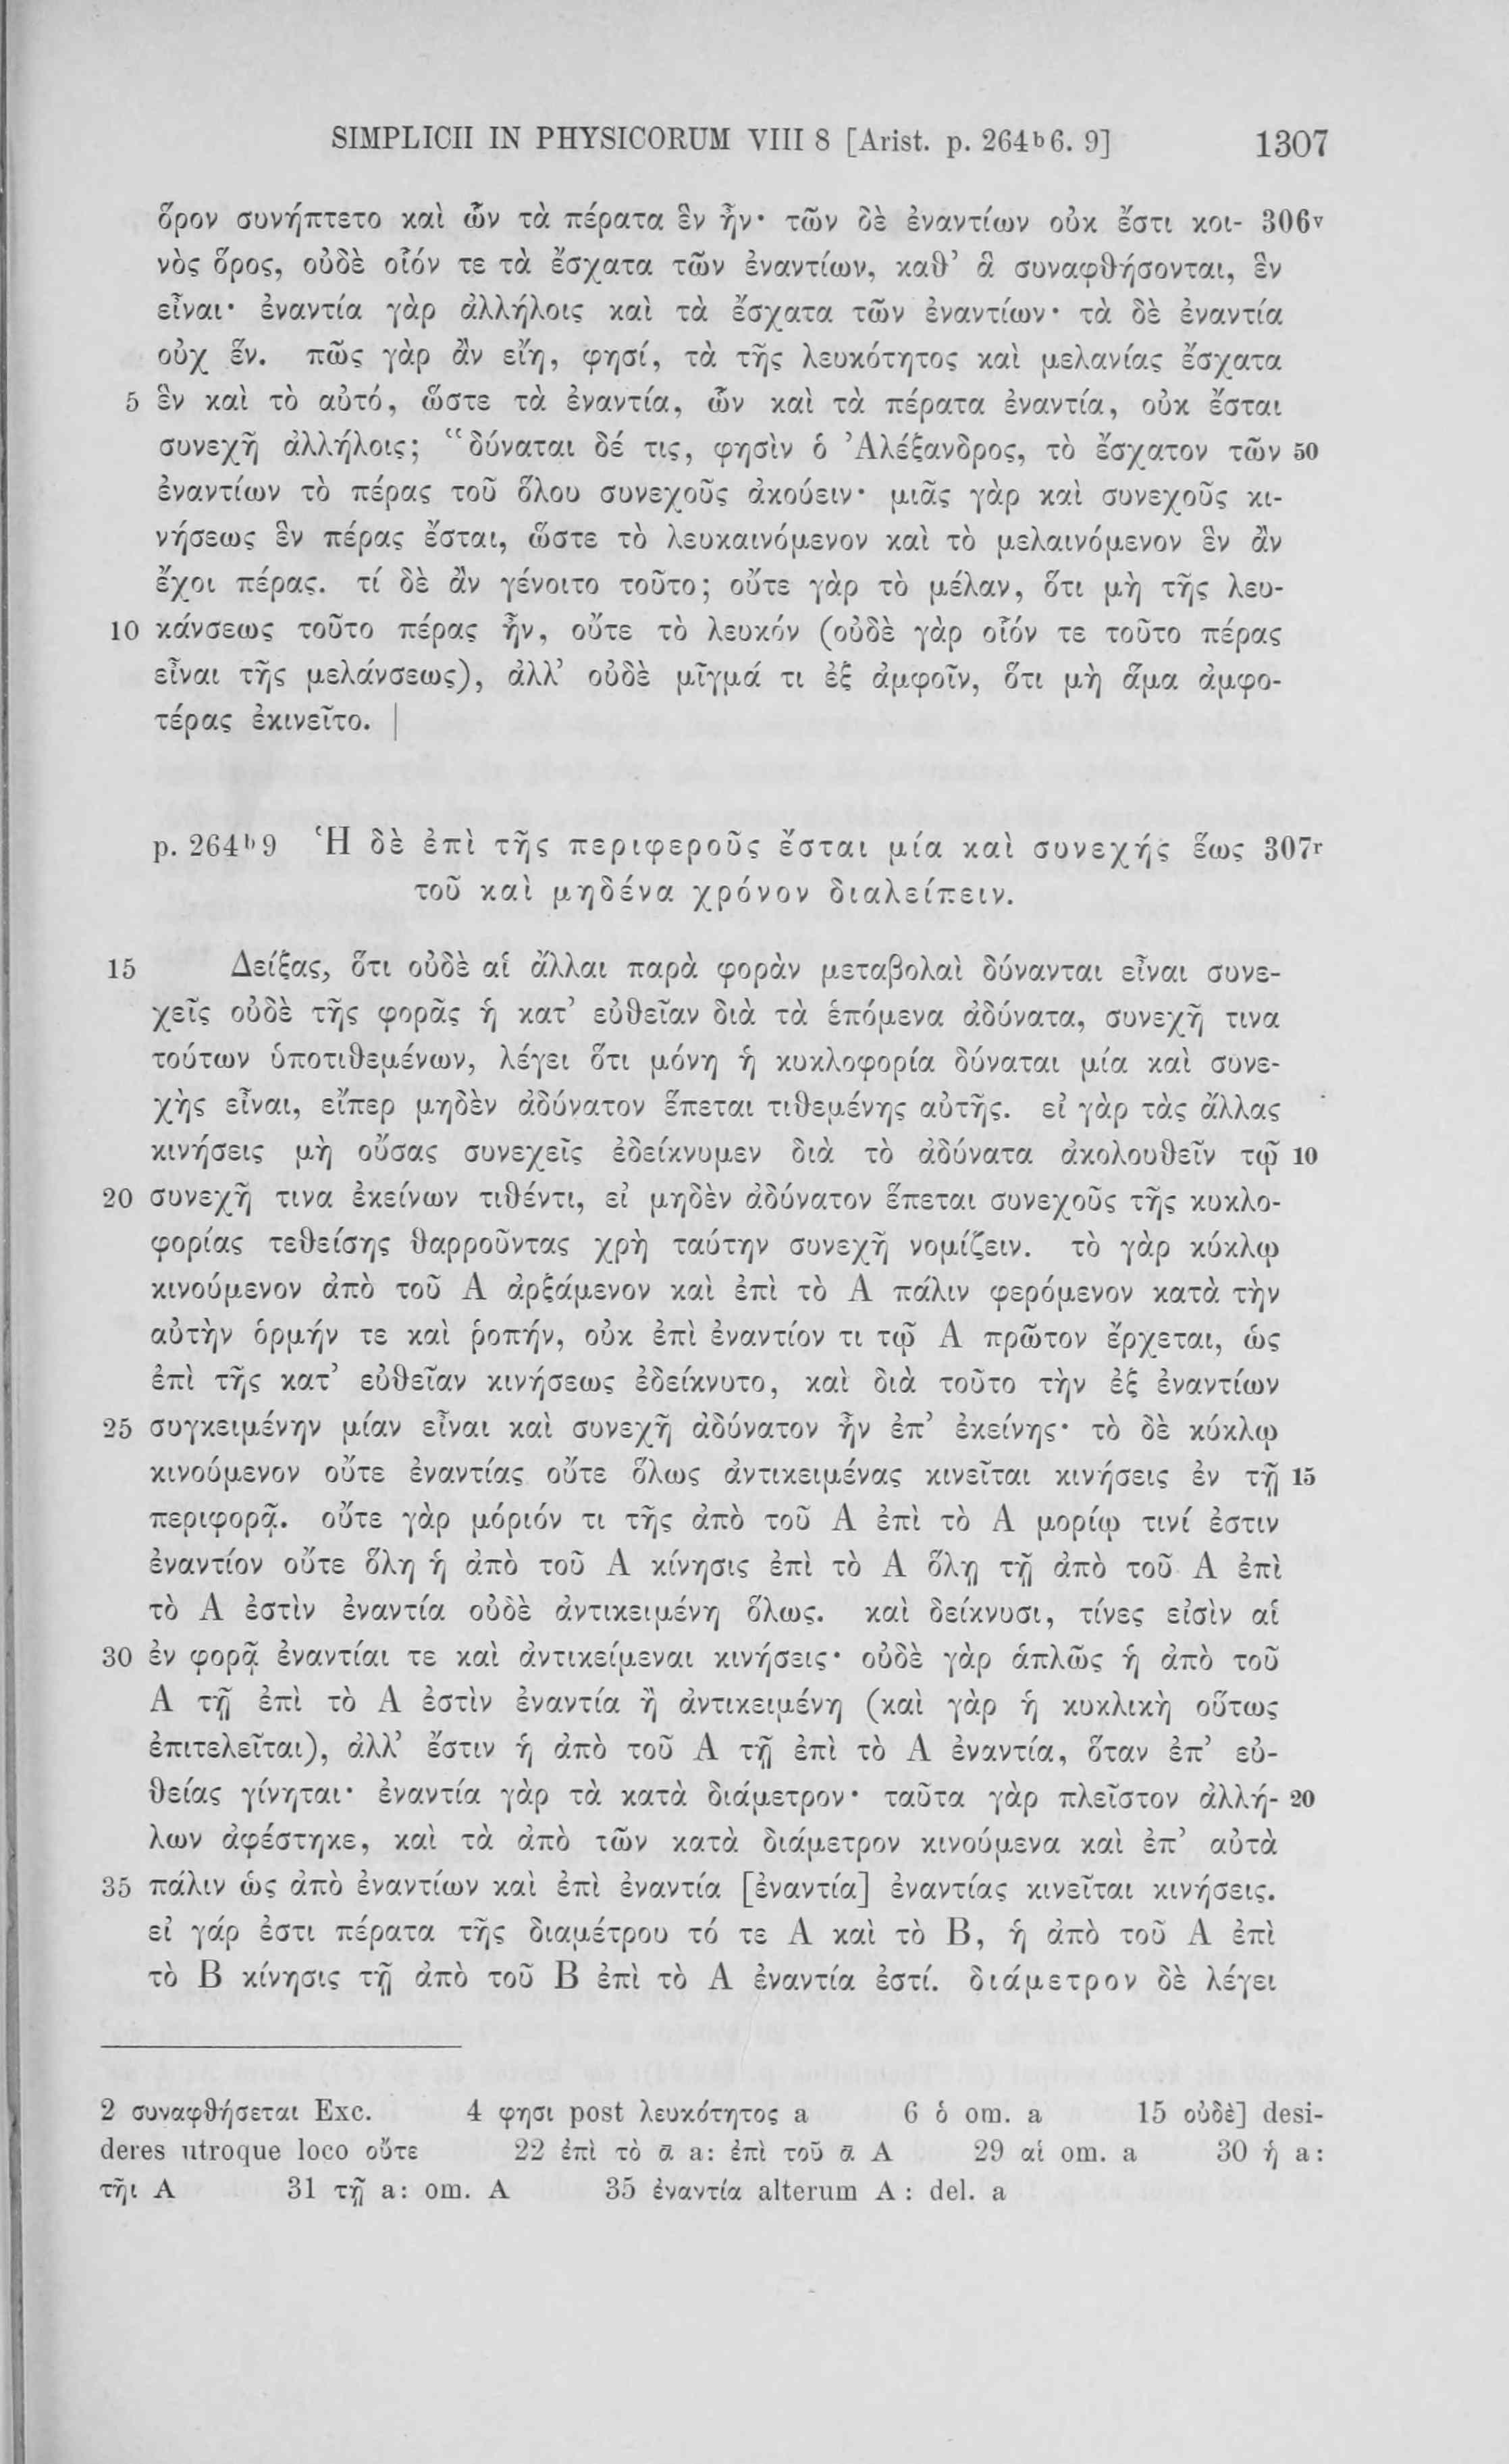 SIMPLICII IN PHYSICORUM VIII 8 [Arist. p. 264ᵇ6. 9] 1307
ὅρον συνήπτετο καὶ ὧν τὰ πέρατα ἓν ἦν· τῶν δὲ ἐναντίων οὐκ ἔστι κοι- 306ᵛ
νὸς ὅρος, οὐδὲ οἷόν τε τὰ ἔσχατα τῶν ἐναντίων, καθ’ ἃ συναφθήσονται, ἓν
εἶναι· ἐναντία γὰρ ἀλλήλοις καὶ τὰ ἔσχατα τῶν ἐναντίων· τὰ δὲ ἐναντία
οὐχ ἕν. πῶς γὰρ ἂν εἴη, φησί, τὰ τῆς λευκότητος καὶ μελανίας ἔσχατα
5 ἓν καὶ τὸ αὐτό, ὥστε τὰ ἐναντία, ὧν καὶ τὰ πέρατα ἐναντία, οὐκ ἔσται
συνεχῆ ἀλλήλοις; “δύναται δέ τις, φησὶν ὁ Ἀλέξανδρος, τὸ ἔσχατον τῶν 50
ἐναντίων τὸ πέρας τοῦ ὅλου συνεχοῦς ἀκούειν· μιᾶς γὰρ καὶ συνεχοῦς κι-
νήσεως ἓν πέρας ἔσται, ὥστε τὸ λευκαινόμενον καὶ τὸ μελαινόμενον ἓν ἂν
ἔχοι πέρας. τί δὲ ἂν γένοιτο τοῦτο; οὔτε γὰρ τὸ μέλαν, ὅτι μὴ τῆς λευ-
10 κάνσεως τοῦτο πέρας ἦν, οὔτε τὸ λευκόν (οὐδὲ γὰρ οἷόν τε τοῦτο πέρας
εἶναι τῆς μελάνσεως), ἀλλ’ οὐδὲ μῖγμά τι ἐξ ἀμφοῖν, ὅτι μὴ ἅμα ἀμφο-
τέρας ἐκινεῖτο. |
p. 264ᵇ9 Ἡ δὲ ἐπὶ τῆς περιφεροῦς ἔσται μία καὶ συνεχής ἕως 307ʳ
τοῦ καὶ μηδένα χρόνον διαλείπειν.
15 Δείξας, ὅτι οὐδὲ αἱ ἄλλαι παρὰ φορὰν μεταβολαὶ δύνανται εἶναι συνε-
χεῖς οὐδὲ τῆς φορᾶς ἡ κατ’ εὐθεῖαν διὰ τὰ ἑπόμενα ἀδύνατα, συνεχῆ τινα
τούτων ὑποτιθεμένων, λέγει ὅτι μόνη ἡ κυκλοφορία δύναται μία καὶ συνε-
χὴς εἶναι, εἴπερ μηδὲν ἀδύνατον ἕπεται τιθεμένης αὐτῆς. εἰ γὰρ τὰς ἄλλας
κινήσεις μὴ οὔσας συνεχεῖς ἐδείκνυμεν διὰ τὸ ἀδύνατα ἀκολουθεῖν τῷ 10
20 συνεχῆ τινα ἐκείνων τιθέντι, εἰ μηδὲν ἀδύνατον ἕπεται συνεχοῦς τῆς κυκλο-
φορίας τεθείσης θαρροῦντας χρὴ ταύτην συνεχῆ νομίζειν. τὸ γὰρ κύκλῳ
κινούμενον ἀπὸ τοῦ Α ἀρξάμενον καὶ ἐπὶ τὸ Α πάλιν φερόμενον κατὰ τὴν
αὐτὴν ὁρμήν τε καὶ ῥοπήν, οὐκ ἐπὶ ἐναντίον τι τῷ Α πρῶτον ἔρχεται, ὡς
ἐπὶ τῆς κατ’ εὐθεῖαν κινήσεως ἐδείκνυτο, καὶ διὰ τοῦτο τὴν ἐξ ἐναντίων
25 συγκειμένην μίαν εἶναι καὶ συνεχῆ ἀδύνατον ἦν ἐπ’ ἐκείνης· τὸ δὲ κύκλῳ
κινούμενον οὔτε ἐναντίας οὔτε ὅλως ἀντικειμένας κινεῖται κινήσεις ἐν τῇ 15
περιφορᾷ. οὔτε γὰρ μόριόν τι τῆς ἀπὸ τοῦ Α ἐπὶ τὸ Α μορίῳ τινί ἐστιν
ἐναντίον οὔτε ὅλη ἡ ἀπὸ τοῦ Α κίνησις ἐπὶ τὸ Α ὅλῃ τῇ ἀπὸ τοῦ Α ἐπὶ
τὸ Α ἐστὶν ἐναντία οὐδὲ ἀντικειμένη ὅλως. καὶ δείκνυσι, τίνες εἰσὶν αἱ
30 ἐν φορᾷ ἐναντίαι τε καὶ ἀντικείμεναι κινήσεις· οὐδὲ γὰρ ἁπλῶς ἡ ἀπὸ τοῦ
Α τῇ ἐπὶ τὸ Α ἐστὶν ἐναντία ἢ ἀντικειμένη (καὶ γὰρ ἡ κυκλικὴ οὕτως
ἐπιτελεῖται), ἀλλ’ ἔστιν ἡ ἀπὸ τοῦ Α τῇ ἐπὶ τὸ Α ἐναντία, ὅταν ἐπ’ εὐ-
θείας γίνηται· ἐναντία γὰρ τὰ κατὰ διάμετρον· ταῦτα γὰρ πλεῖστον ἀλλή- 20
λων ἀφέστηκε, καὶ τὰ ἀπὸ τῶν κατὰ διάμετρον κινούμενα καὶ ἐπ’ αὐτὰ
35 πάλιν ὡς ἀπὸ ἐναντίων καὶ ἐπὶ ἐναντία [ἐναντία] ἐναντίας κινεῖται κινήσεις.
εἰ γάρ ἐστι πέρατα τῆς διαμέτρου τό τε Α καὶ τὸ Β, ἡ ἀπὸ τοῦ Α ἐπὶ
τὸ Β κίνησις τῇ ἀπὸ τοῦ Β ἐπὶ τὸ Α ἐναντία ἐστί. διάμετρον δὲ λέγει
2 συναφθήσεται Exc. 4 φησι post λευκότητος a 6 ὁ om. a 15 οὐδὲ] desi-
deres utroque loco οὔτε 22 ἐπὶ τὸ ᾱ a: ἐπὶ τοῦ ᾱ A 29 αἱ om. a 30 ἡ a:
τῆι A 31 τῇ a: om. A 35 ἐναντία alterum A: del. a